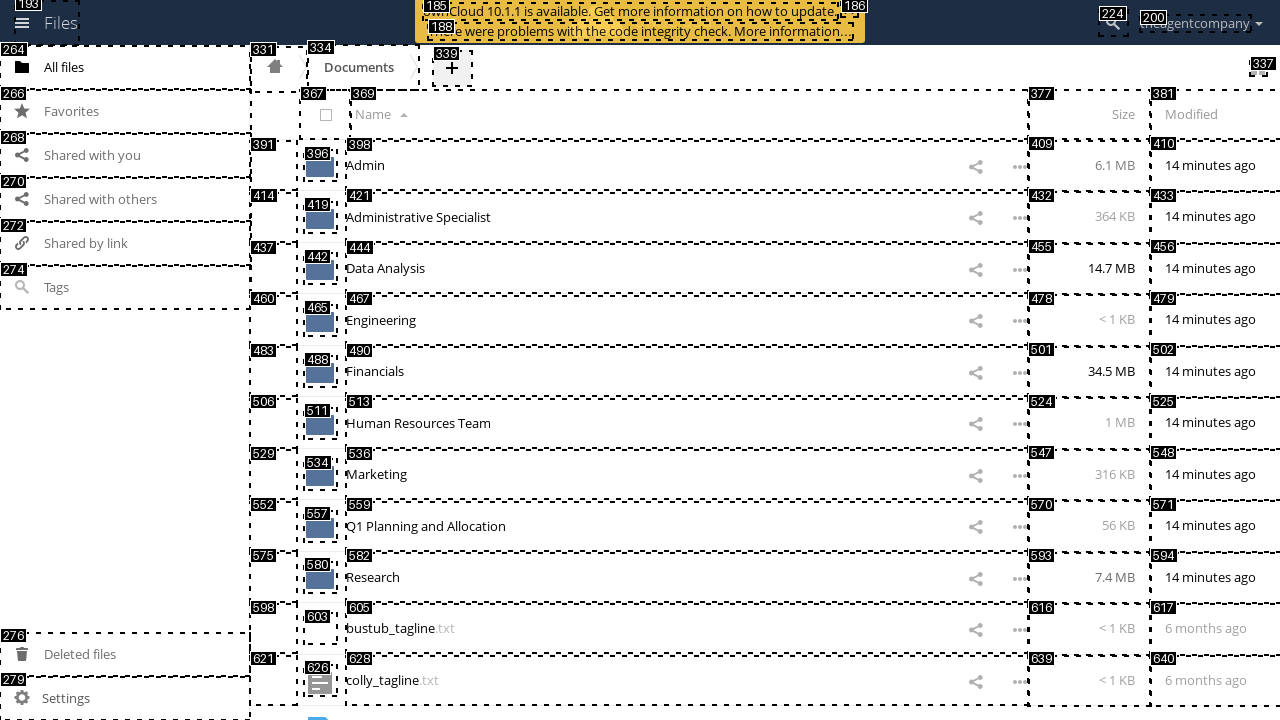 193
Files
185
ownCloud 10.1.1 is available. Get more information on how to update.
186
188
There were problems with the code integrity check. More information…
224
200
theagentcompany
264
All files
331
334
Documents
339
+
337
266
Favorites
367
369
Name
377
Size
381
Modified
268
Shared with you
391
396
398
Admin
409
6.1 MB
410
14 minutes ago
270
Shared with others
414
419
421
Administrative Specialist
432
364 KB
433
14 minutes ago
272
Shared by link
437
442
444
Data Analysis
455
14.7 MB
456
14 minutes ago
274
Tags
460
465
467
Engineering
478
< 1 KB
479
14 minutes ago
483
488
490
Financials
501
34.5 MB
502
14 minutes ago
506
511
513
Human Resources Team
524
1 MB
525
14 minutes ago
529
534
536
Marketing
547
316 KB
548
14 minutes ago
552
557
559
Q1 Planning and Allocation
570
56 KB
571
14 minutes ago
575
580
582
Research
593
7.4 MB
594
14 minutes ago
598
603
605
bustub_tagline.txt
616
< 1 KB
617
6 months ago
276
Deleted files
621
626
628
colly_tagline.txt
639
< 1 KB
640
6 months ago
279
Settings